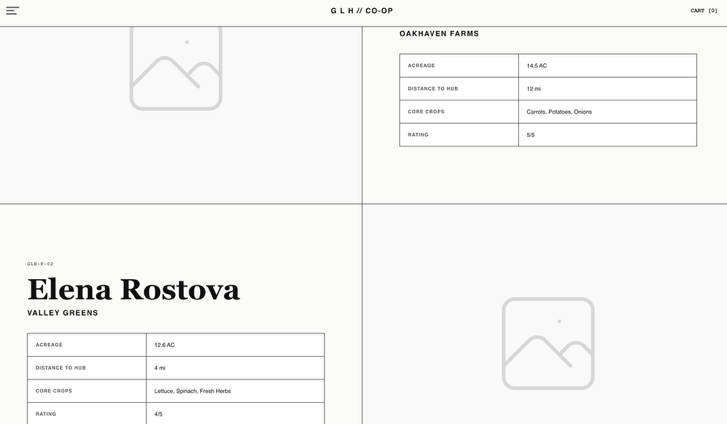 G L H // CO-OP
CART [0]
OAKHAVEN FARMS
ACREAGE 14.5 AC
DISTANCE TO HUB 12 mi
CORE CROPS Carrots, Potatoes, Onions
RATING 5/5
GLH-F-02
Elena Rostova
VALLEY GREENS
ACREAGE 12.6 AC
DISTANCE TO HUB 4 mi
CORE CROPS Lettuce, Spinach, Fresh Herbs
RATING 4/5